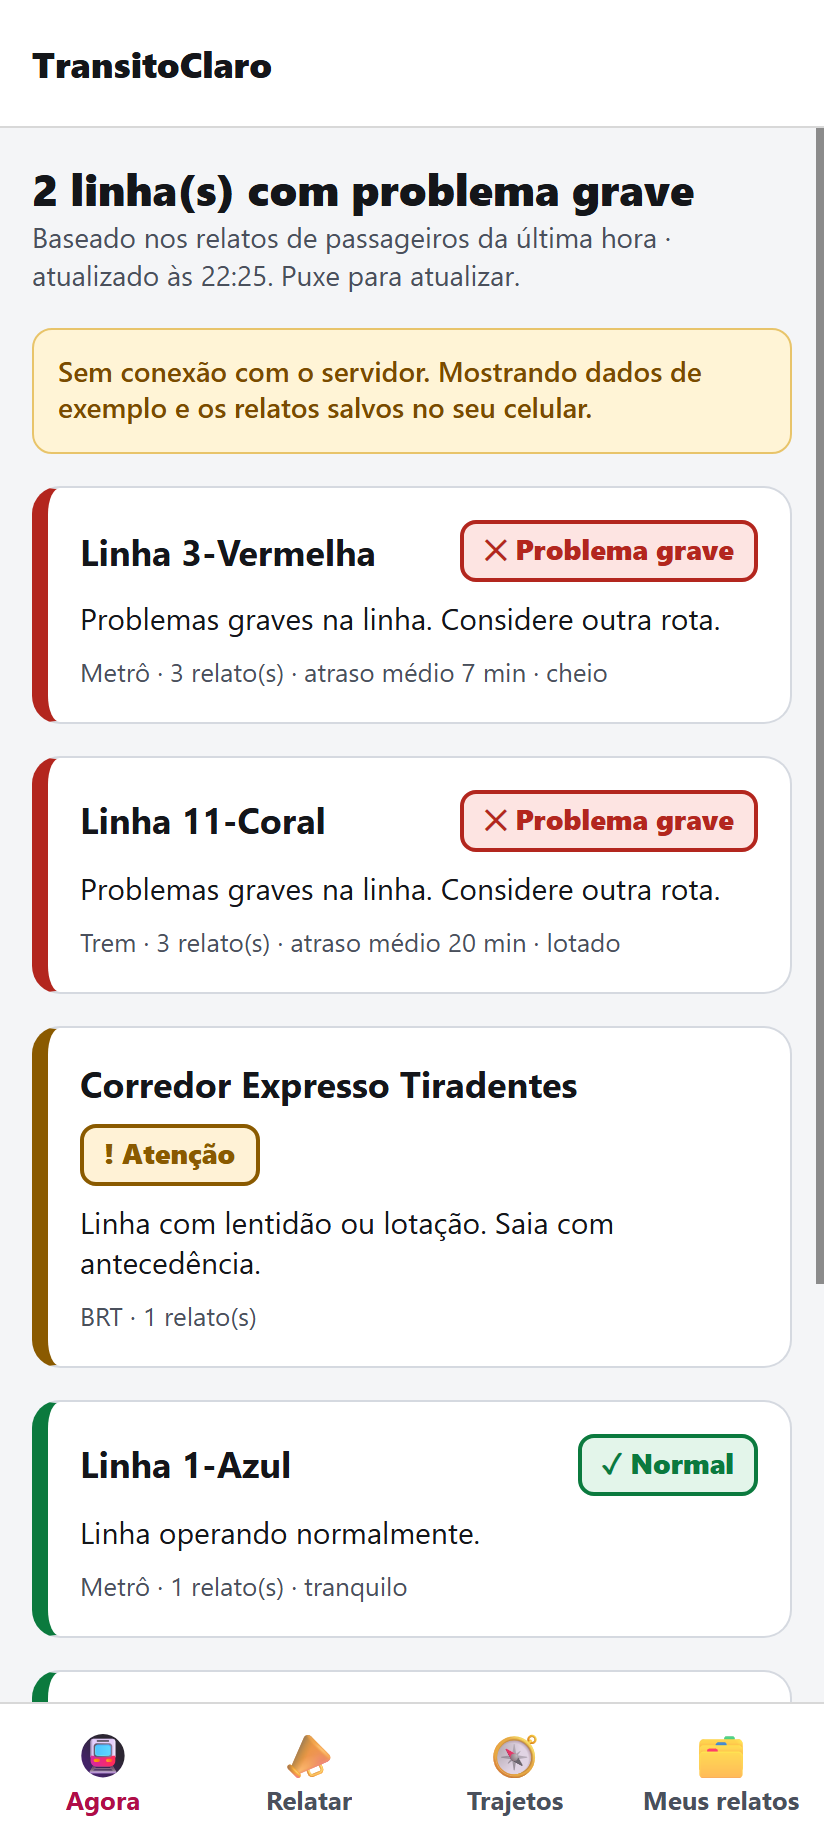 TransitoClaro
2 linha(s) com problema grave
Baseado nos relatos de passageiros da última hora ·
atualizado às 22:25. Puxe para atualizar.
Sem conexão com o servidor. Mostrando dados de
exemplo e os relatos salvos no seu celular.
Linha 3-Vermelha
✕ Problema grave
Problemas graves na linha. Considere outra rota.
Metrô · 3 relato(s) · atraso médio 7 min · cheio
Linha 11-Coral
✕ Problema grave
Problemas graves na linha. Considere outra rota.
Trem · 3 relato(s) · atraso médio 20 min · lotado
Corredor Expresso Tiradentes
! Atenção
Linha com lentidão ou lotação. Saia com
antecedência.
BRT · 1 relato(s)
Linha 1-Azul
✓ Normal
Linha operando normalmente.
Metrô · 1 relato(s) · tranquilo
Agora
Relatar
Trajetos
Meus relatos